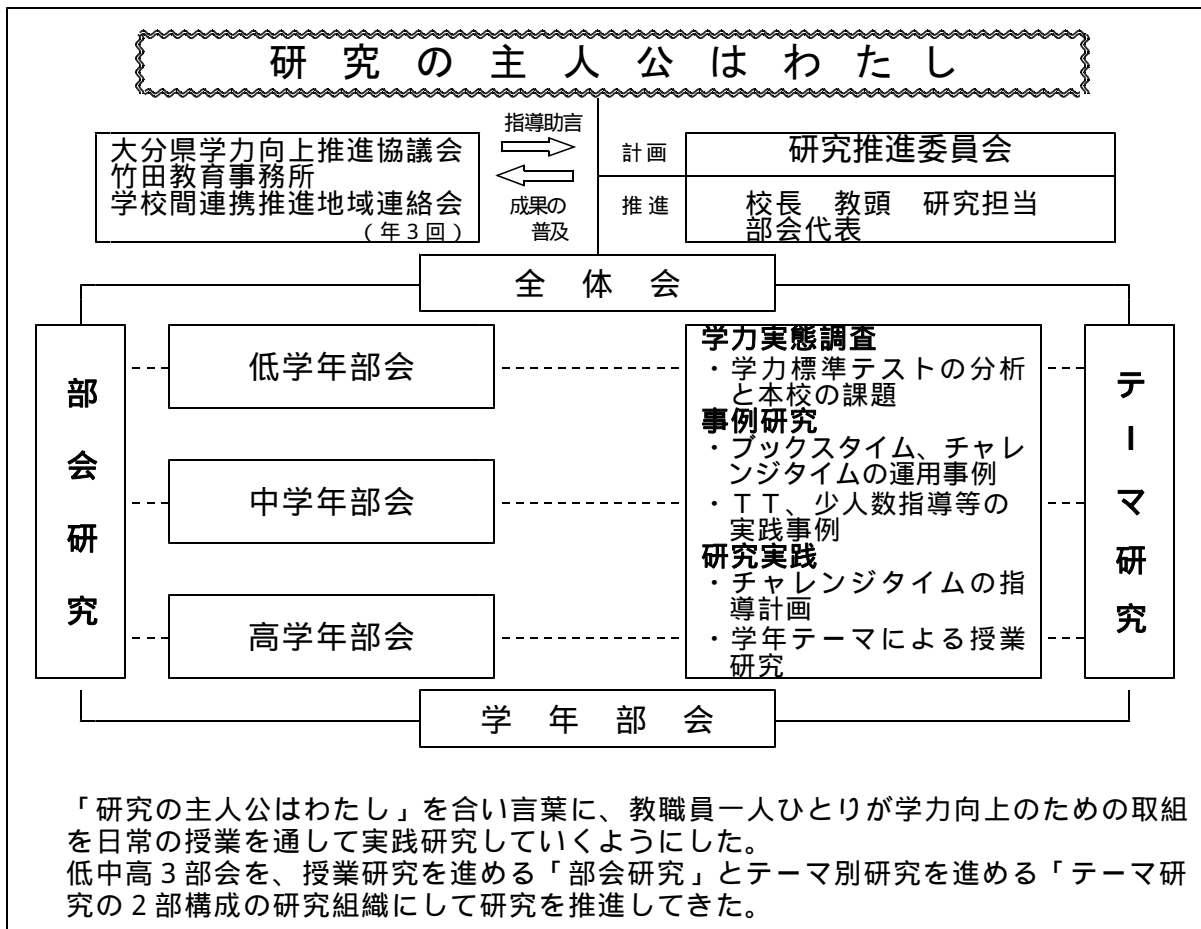 研究の主人公はわたし
指導助言
大分県学力向上推進協議会
竹田教育事務所
学校間連携推進地域連絡会
(年3回)
成果の
普及
計画
研究推進委員会
推進
校長 教頭 研究担当
部会代表
全体会
部会研究
低学年部会
中学年部会
高学年部会
学力実態調査
・学力標準テストの分析
と本校の課題
事例研究
・ブックスタイム、チャレ
ンジタイムの運用事例
・TT、少人数指導等の
実践事例
研究実践
・チャレンジタイムの指
導計画
・学年テーマによる授業
研究
テーマ研究
学年部会
「研究の主人公はわたし」を合い言葉に、教職員一人ひとりが学力向上のための取組
を日常の授業を通して実践研究していくようにした。
低中高3部会を、授業研究を進める「部会研究」とテーマ別研究を進める「テーマ研
究の2部構成の研究組織にして研究を推進してきた。